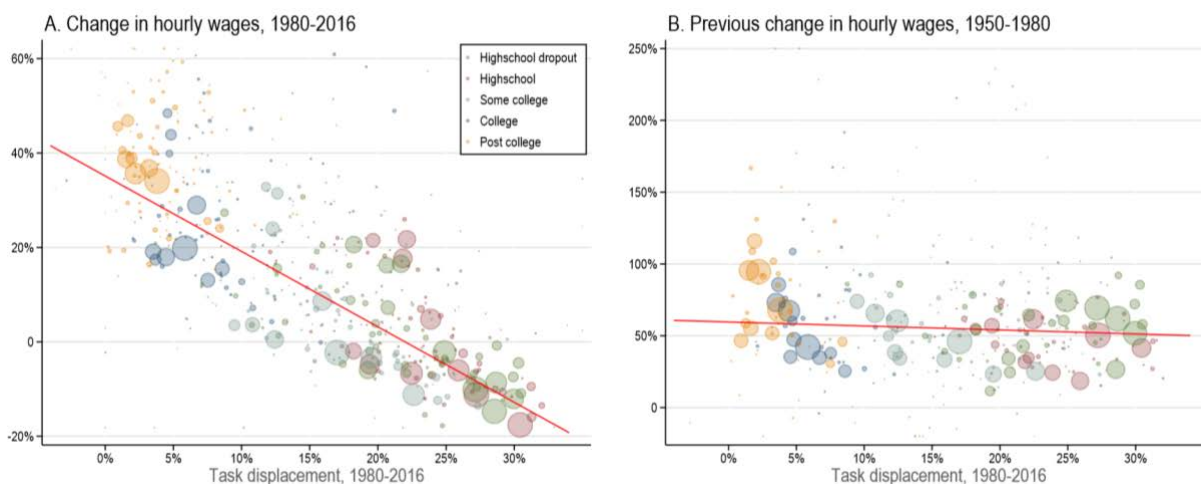 A. Change in hourly wages, 1980-2016
60%
40%
20%
0
-20%
0%
5%
10%
15%
20%
25%
30%
Task displacement, 1980-2016
Highschool dropout
Highschool
Some college
College
Post college
B. Previous change in hourly wages, 1950-1980
250%
200%
150%
100%
50%
0
0%
5%
10%
15%
20%
25%
30%
Task displacement, 1980-2016